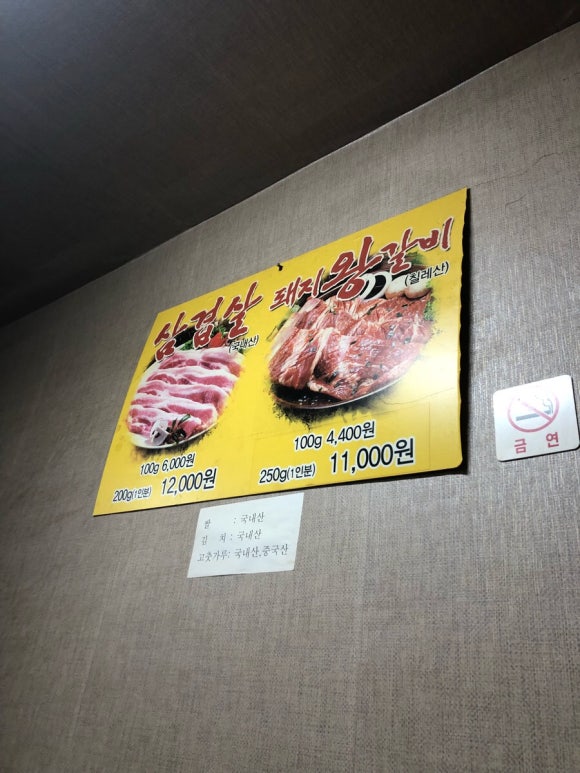 삼겹살
(국내산)
100g 6,000원
200g(1인분) 12,000원
돼지왕갈비
(칠레산)
100g 4,400원
250g(1인분) 11,000원
쌀 : 국내산
김 치 : 국내산
고춧가루: 국내산,중국산
금 연